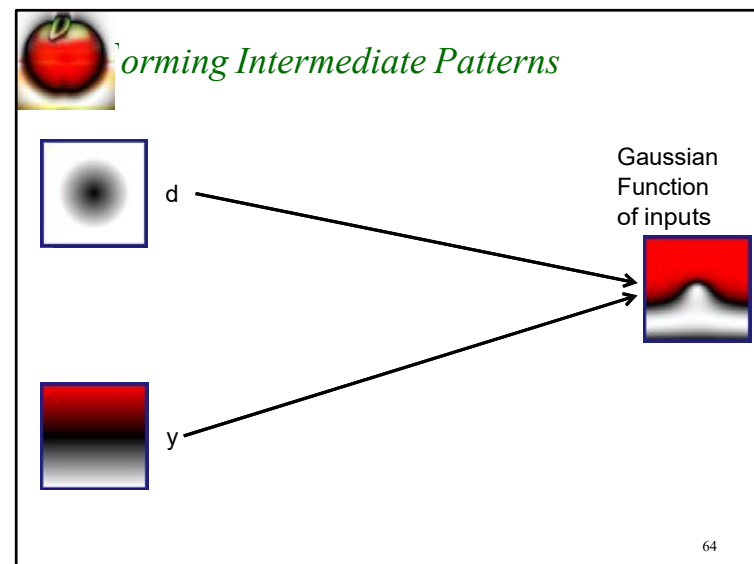 orming Intermediate Patterns
d
Gaussian
Function
of inputs
y
64